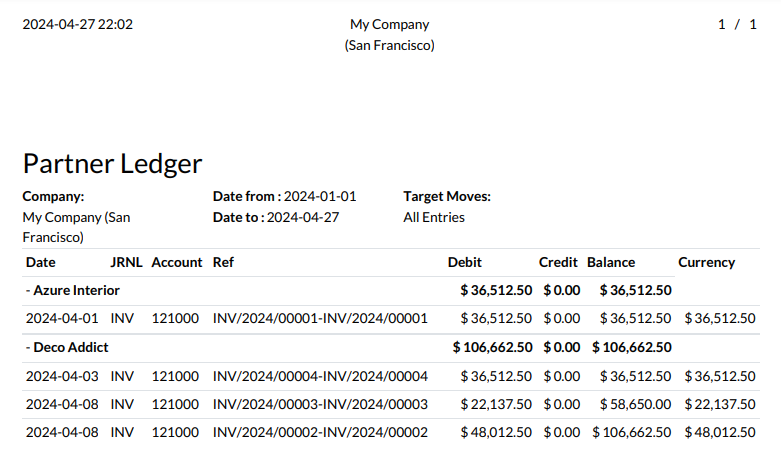 2024-04-27 22:02 My Company 1 / 1
(San Francisco)
Partner Ledger
Company: Date from : 2024-01-01 Target Moves:
My Company (San Date to : 2024-04-27 All Entries
Francisco)
Date JRNL Account Ref Debit Credit Balance Currency
- Azure Interior $ 36,512.50 $ 0.00 $ 36,512.50
2024-04-01 INV 121000 INV/2024/00001-INV/2024/00001 $ 36,512.50 $ 0.00 $ 36,512.50 $ 36,512.50
- Deco Addict $ 106,662.50 $ 0.00 $ 106,662.50
2024-04-03 INV 121000 INV/2024/00004-INV/2024/00004 $ 36,512.50 $ 0.00 $ 36,512.50 $ 36,512.50
2024-04-08 INV 121000 INV/2024/00003-INV/2024/00003 $ 22,137.50 $ 0.00 $ 58,650.00 $ 22,137.50
2024-04-08 INV 121000 INV/2024/00002-INV/2024/00002 $ 48,012.50 $ 0.00 $ 106,662.50 $ 48,012.50